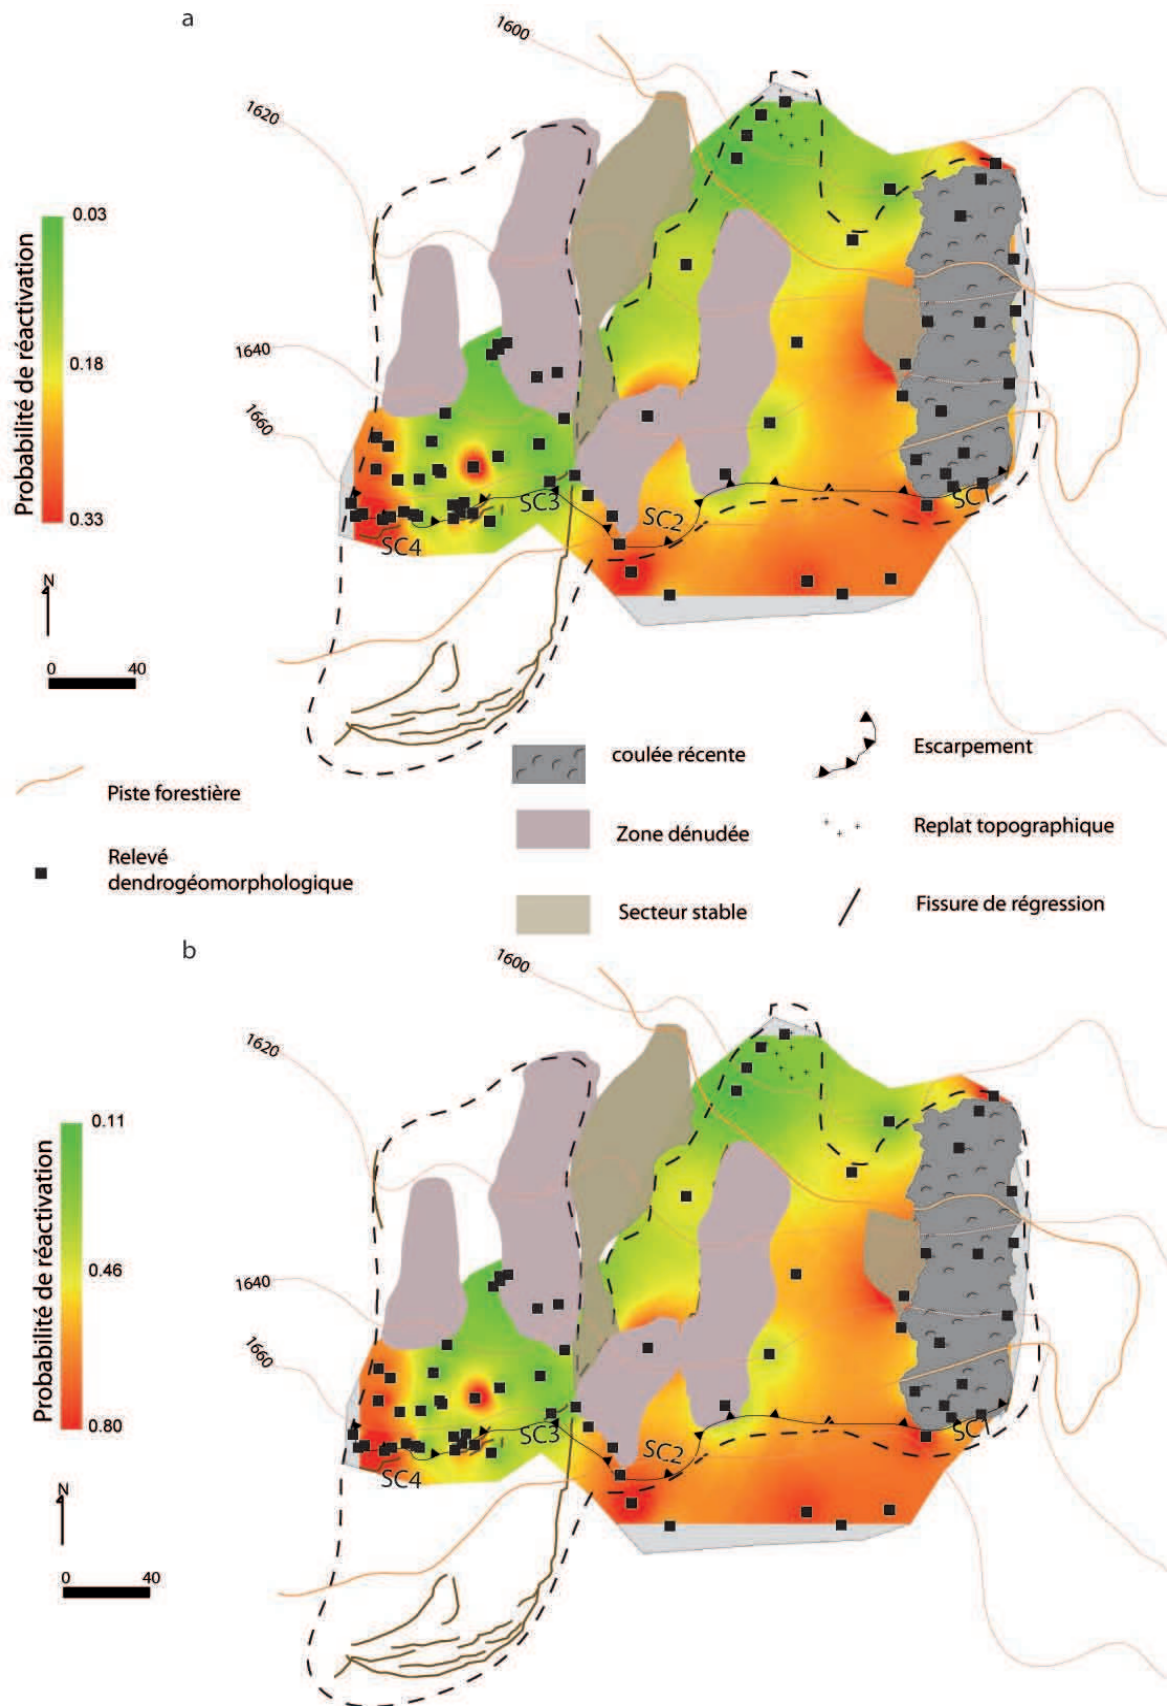 a
1600
1620
Probabilité de réactivation
0.03
0.18
0.33
1640
1660
SC4
SC3
SC2
SC1
N
0 40
Piste forestière
Relevé
dendrogéomorphologique
coulée récente
Zone dénudée
Secteur stable
Escarpement
Replat topographique
Fissure de régression
b
1600
1620
Probabilité de réactivation
0.11
0.46
0.80
1640
1660
SC4
SC3
SC2
SC1
N
0 40